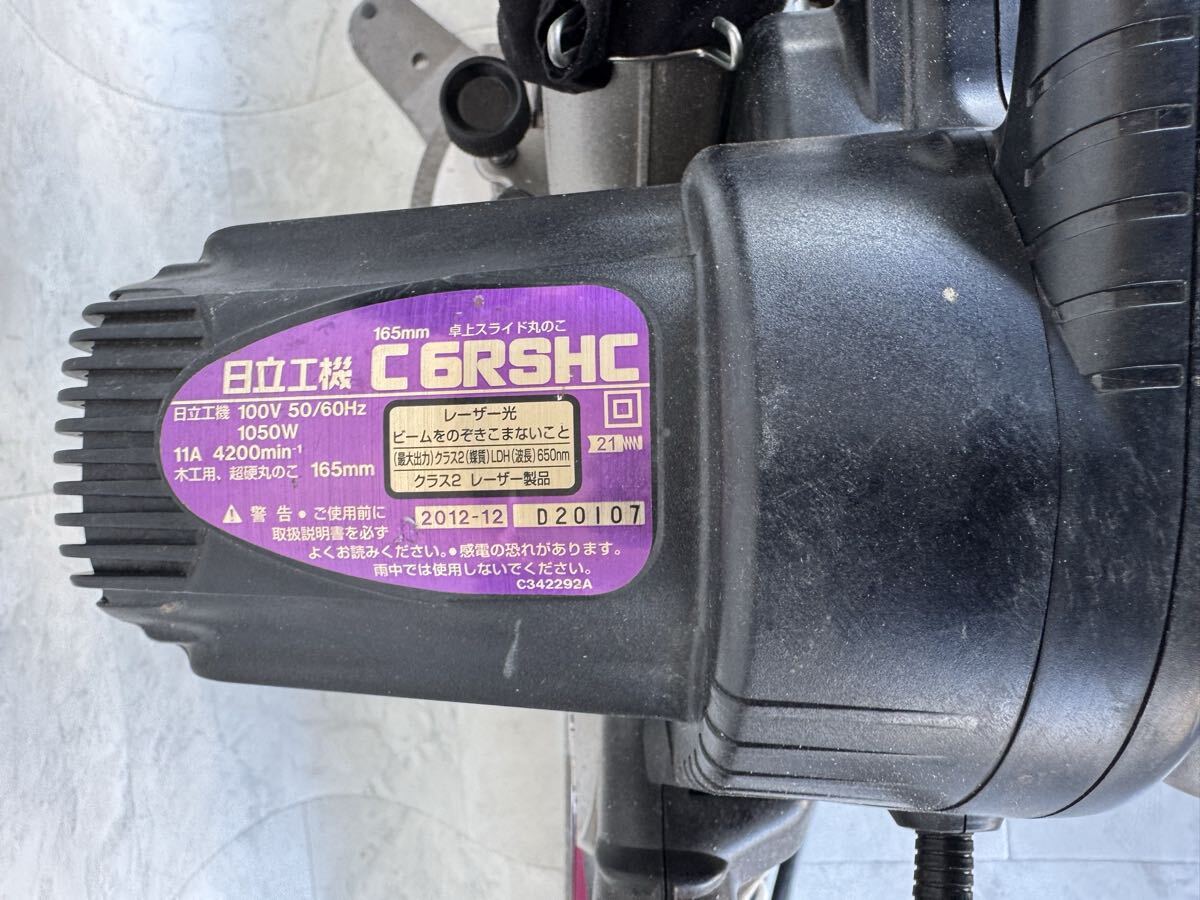 165mm 卓上スライド丸のこ
日立工機 C 6RSHC
日立工機 100V 50/60Hz
1050W
11A 4200min⁻¹
木工用、超硬丸のこ 165mm
レーザー光
ビームをのぞきこまないこと
(最大出力)クラス2(媒質)LDH(波長)650nm
クラス2 レーザー製品
21
警告・ご使用前に
取扱説明書を必ず
よくお読みください。●感電の恐れがあります。
雨中では使用しないでください。
2012-12 D20107
C342292A